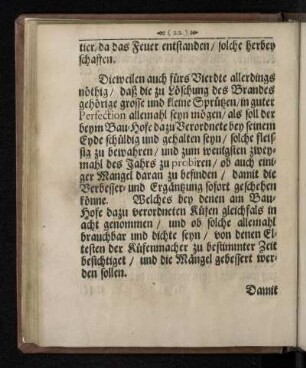 ( 22. )
tier / da das Feuer entstanden / solche herbey
schaffen.
Dieweilen auch fürs Vierdte allerdings
nöthig / daß die zu Löschung des Brandes
gehörige grosse und kleine Sprützen / in guter
Perfection allemahl seyn mögen / als soll der
beym Bau-Hofe dazu Verordnete bey seinem
Eyde schüldig und gehalten seyn / solche fleis-
sig zu bewahren / und zum wenigsten zwey-
mahl des Jahrs zu probiren / ob auch eini-
ger Mangel daran zu befinden / damit die
Verbesser- und Ergäntzung sofort geschehen
könne. Welches bey denen am Bau-
Hofe dazu verordneten Küfen gleichfals in
acht genommen / und ob solche allemahl
brauchbar und dichte seyn / von denen El-
testen der Küfenmacher zu bestimmter Zeit
besichtiget / und die Mängel gebessert wer-
den sollen.
Damit